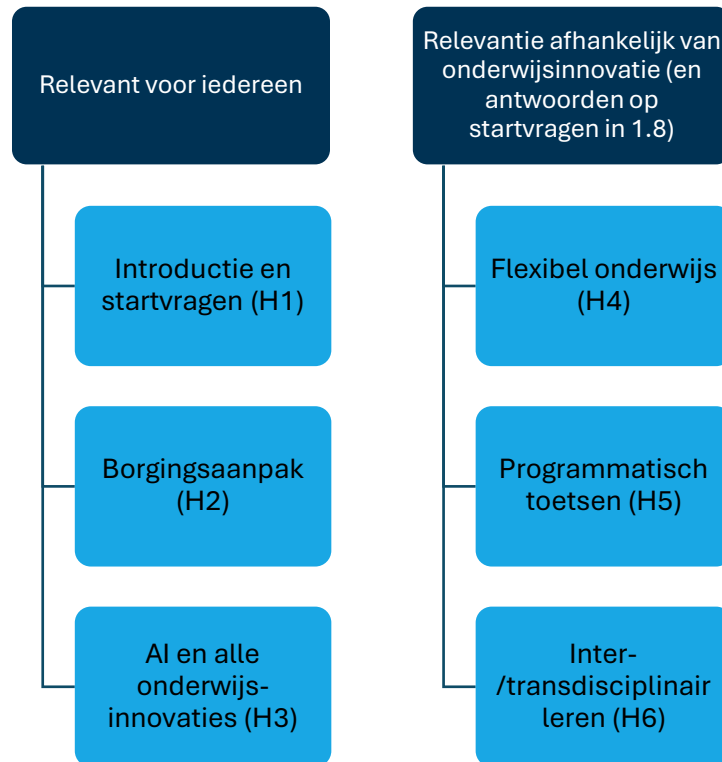 Relevant voor iedereen
Introductie en
startvragen (H1)
Borgingsaanpak
(H2)
AI en alle
onderwijs-
innovaties (H3)
Relevantie afhankelijk van
onderwijsinnovatie (en
antwoorden op
startvragen in 1.8)
Flexibel onderwijs
(H4)
Programmatisch
toetsen (H5)
Inter-
/transdisciplinair
leren (H6)